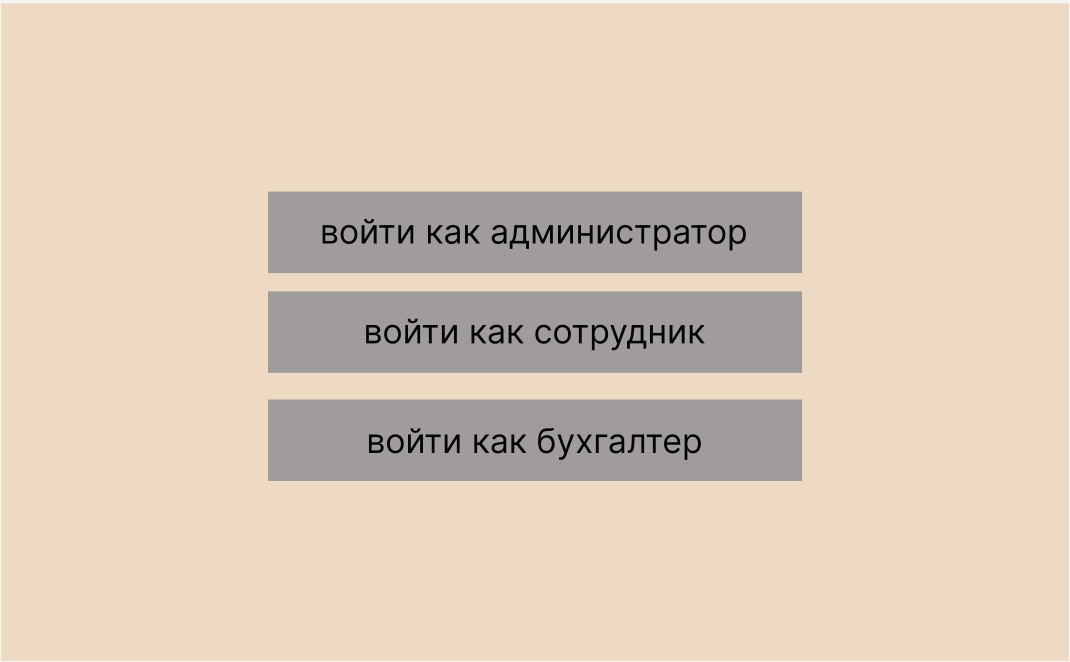 войти как администратор
войти как сотрудник
войти как бухгалтер